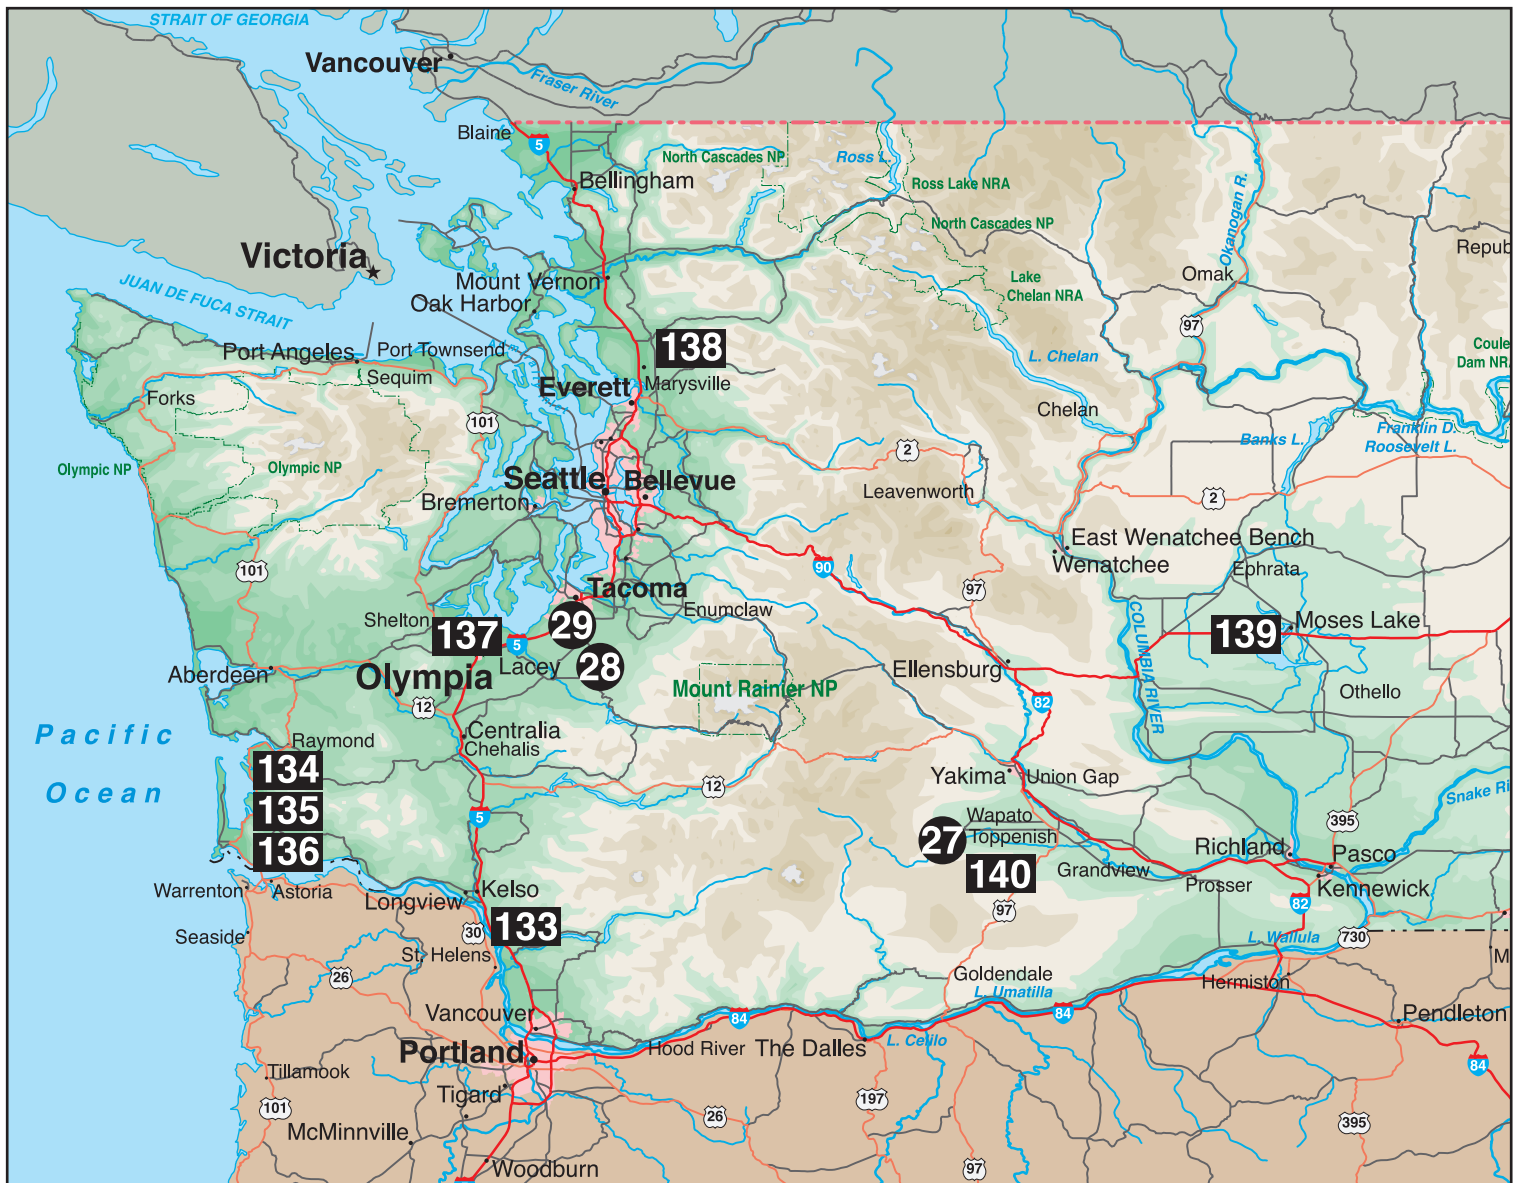 STRAIT OF GEORGIA
Vancouver
Fraser River
Blaine
5
North Cascades NP
Ross L.
Bellingham
Ross Lake NRA
North Cascades NP
Okanogan R.
Victoria
Repub
Omak
JUAN DE FUCA STRAIT
Mount Vernon
Oak Harbor
Lake
Chelan NRA
97
138
Port Angeles
Port Townsend
L. Chelan
Coule
Dam NR
Sequim
Everett
Marysville
Forks
Chelan
101
Franklin D.
Roosevelt L.
Banks L.
2
Olympic NP
Olympic NP
Seattle
Bellevue
Leavenworth
2
Bremerton
East Wenatchee Bench
Wenatchee
90
101
Ephrata
Tacoma
97
Enumclaw
Shelton
29
COLUMBIA RIVER
Moses Lake
137
5
139
Lacey
28
Ellensburg
Aberdeen
Olympia
Mount Rainier NP
Othello
12
82
Pacific
Ocean
Centralia
Chehalis
Raymond
134
Yakima
Union Gap
12
Snake Ri
135
5
Wapato
395
27
Toppenish
136
Richland
Pasco
140
Grandview
Prosser
Kennewick
Warrenton
Astoria
Kelso
Longview
82
97
133
Seaside
30
L. Wallula
730
St. Helens
M
26
Goldendale
L. Umatilla
Hermiston
Vancouver
84
84
Pendleton
L. Celilo
Portland
Hood River
The Dalles
84
Tillamook
Tigard
197
101
26
395
McMinnville
97
Woodburn